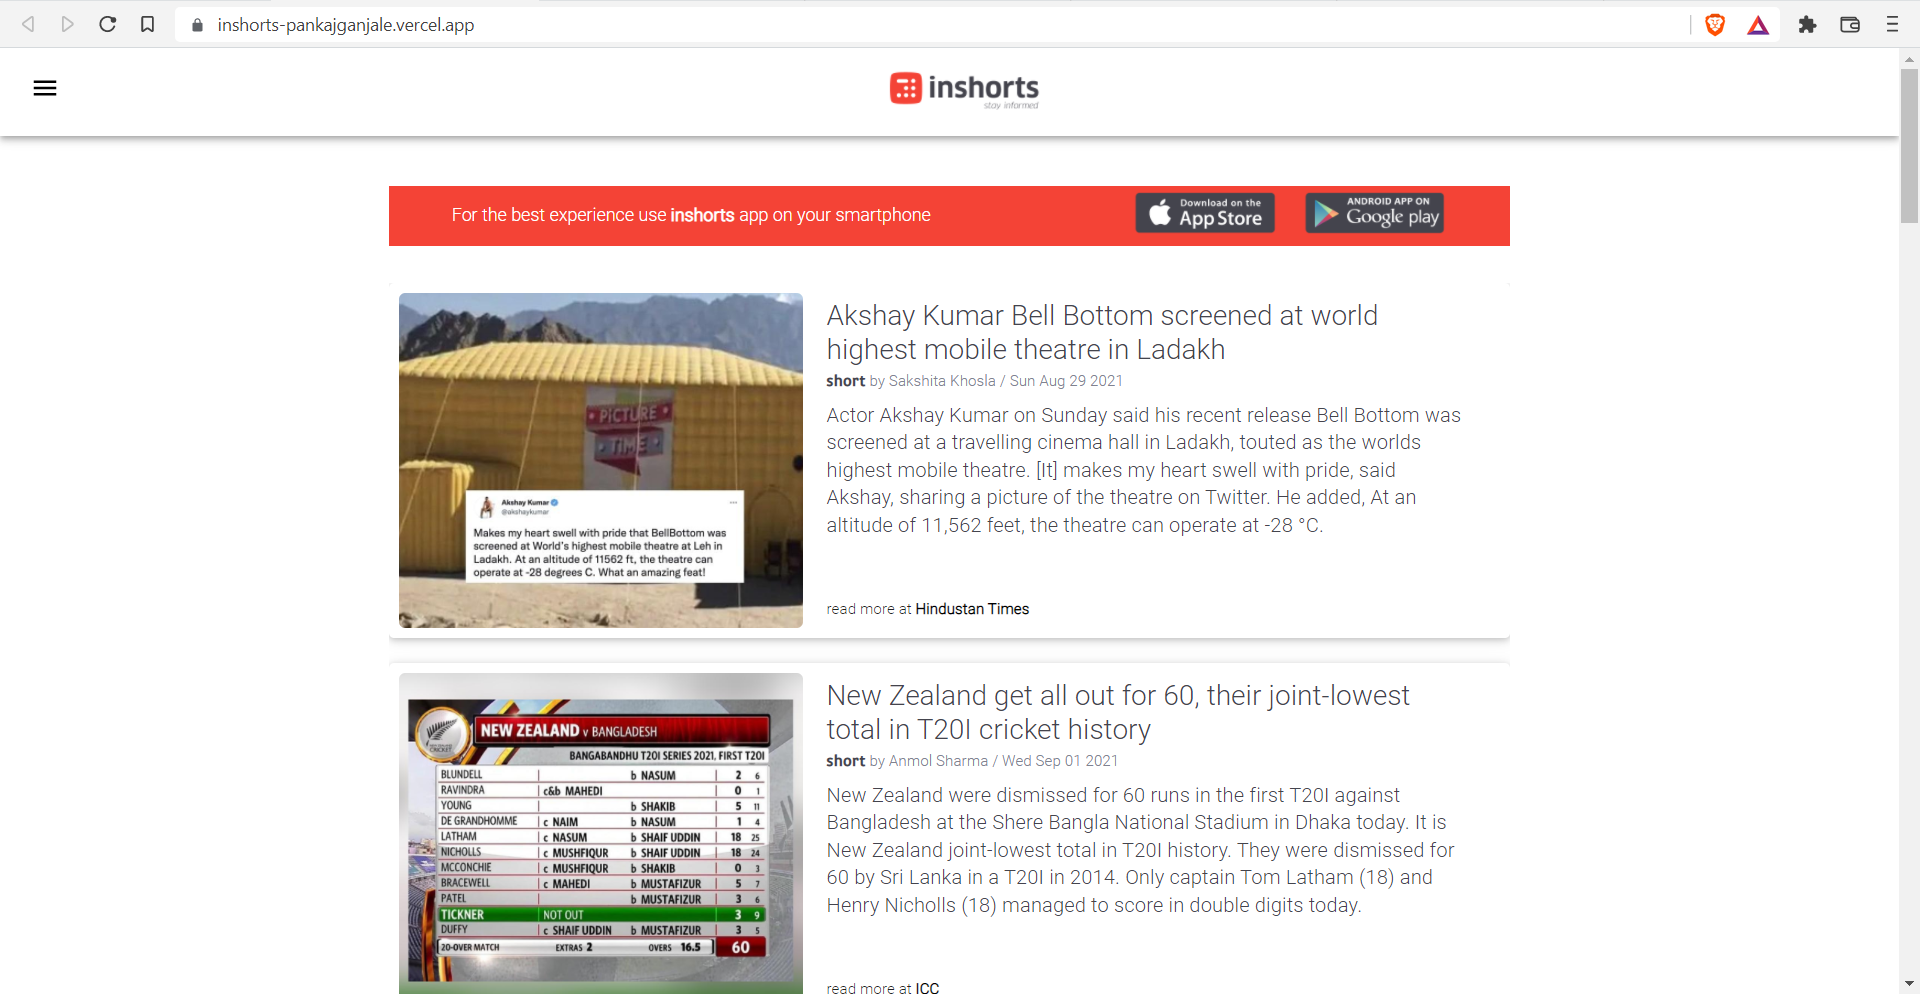 inshorts-pankajganjale.vercel.app
inshorts
stay informed
For the best experience use inshorts app on your smartphone
Download on the
App Store
ANDROID APP ON
Google play
PICTURE
TIME
Akshay Kumar
@akshaykumar
Makes my heart swell with pride that BellBottom was
screened at World's highest mobile theatre at Leh in
Ladakh. At an altitude of 11562 ft, the theatre can
operate at -28 degrees C. What an amazing feat!
Akshay Kumar Bell Bottom screened at world
highest mobile theatre in Ladakh
short by Sakshita Khosla / Sun Aug 29 2021
Actor Akshay Kumar on Sunday said his recent release Bell Bottom was
screened at a travelling cinema hall in Ladakh, touted as the worlds
highest mobile theatre. [It] makes my heart swell with pride, said
Akshay, sharing a picture of the theatre on Twitter. He added, At an
altitude of 11,562 feet, the theatre can operate at -28 °C.
read more at Hindustan Times
NEW ZEALAND v BANGLADESH
BANGABANDHU T20I SERIES 2021, FIRST T20I
BLUNDELL b NASUM 2 6
RAVINDRA c&b MAHEDI 0 1
YOUNG b SHAKIB 5 11
DE GRANDHOMME c NAIM b NASUM 1 4
LATHAM c NASUM b SHAIF UDDIN 18 25
NICHOLLS c MUSHFIQUR b SHAIF UDDIN 18 24
MCCONCHIE c MUSHFIQUR b SHAKIB 0 3
BRACEWELL c MAHEDI b MUSTAFIZUR 5 7
PATEL b MUSTAFIZUR 3 6
TICKNER NOT OUT 3 9
DUFFY c SHAIF UDDIN b MUSTAFIZUR 3 5
20-OVER MATCH EXTRAS 2 OVERS 16.5 60
New Zealand get all out for 60, their joint-lowest
total in T20I cricket history
short by Anmol Sharma / Wed Sep 01 2021
New Zealand were dismissed for 60 runs in the first T20I against
Bangladesh at the Shere Bangla National Stadium in Dhaka today. It is
New Zealand joint-lowest total in T20I history. They were dismissed for
60 by Sri Lanka in a T20I in 2014. Only captain Tom Latham (18) and
Henry Nicholls (18) managed to score in double digits today.
read more at ICC